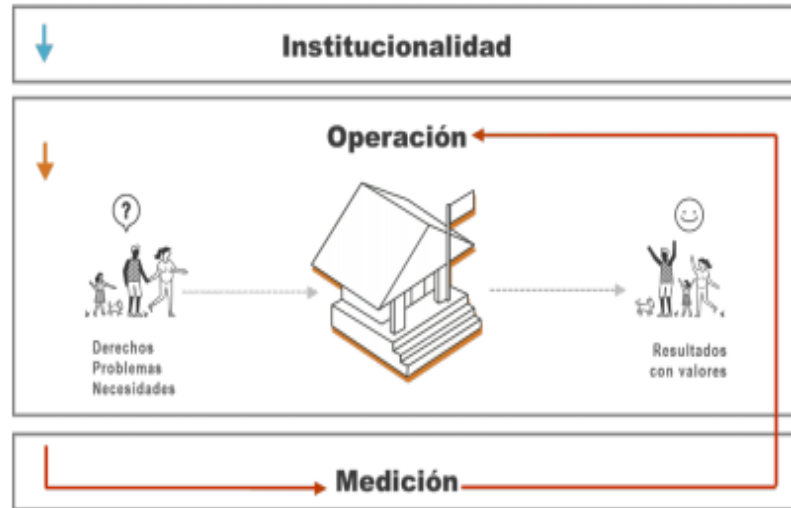 Institucionalidad
Operación
?
Derechos
Problemas
Necesidades
Resultados
con valores
Medición